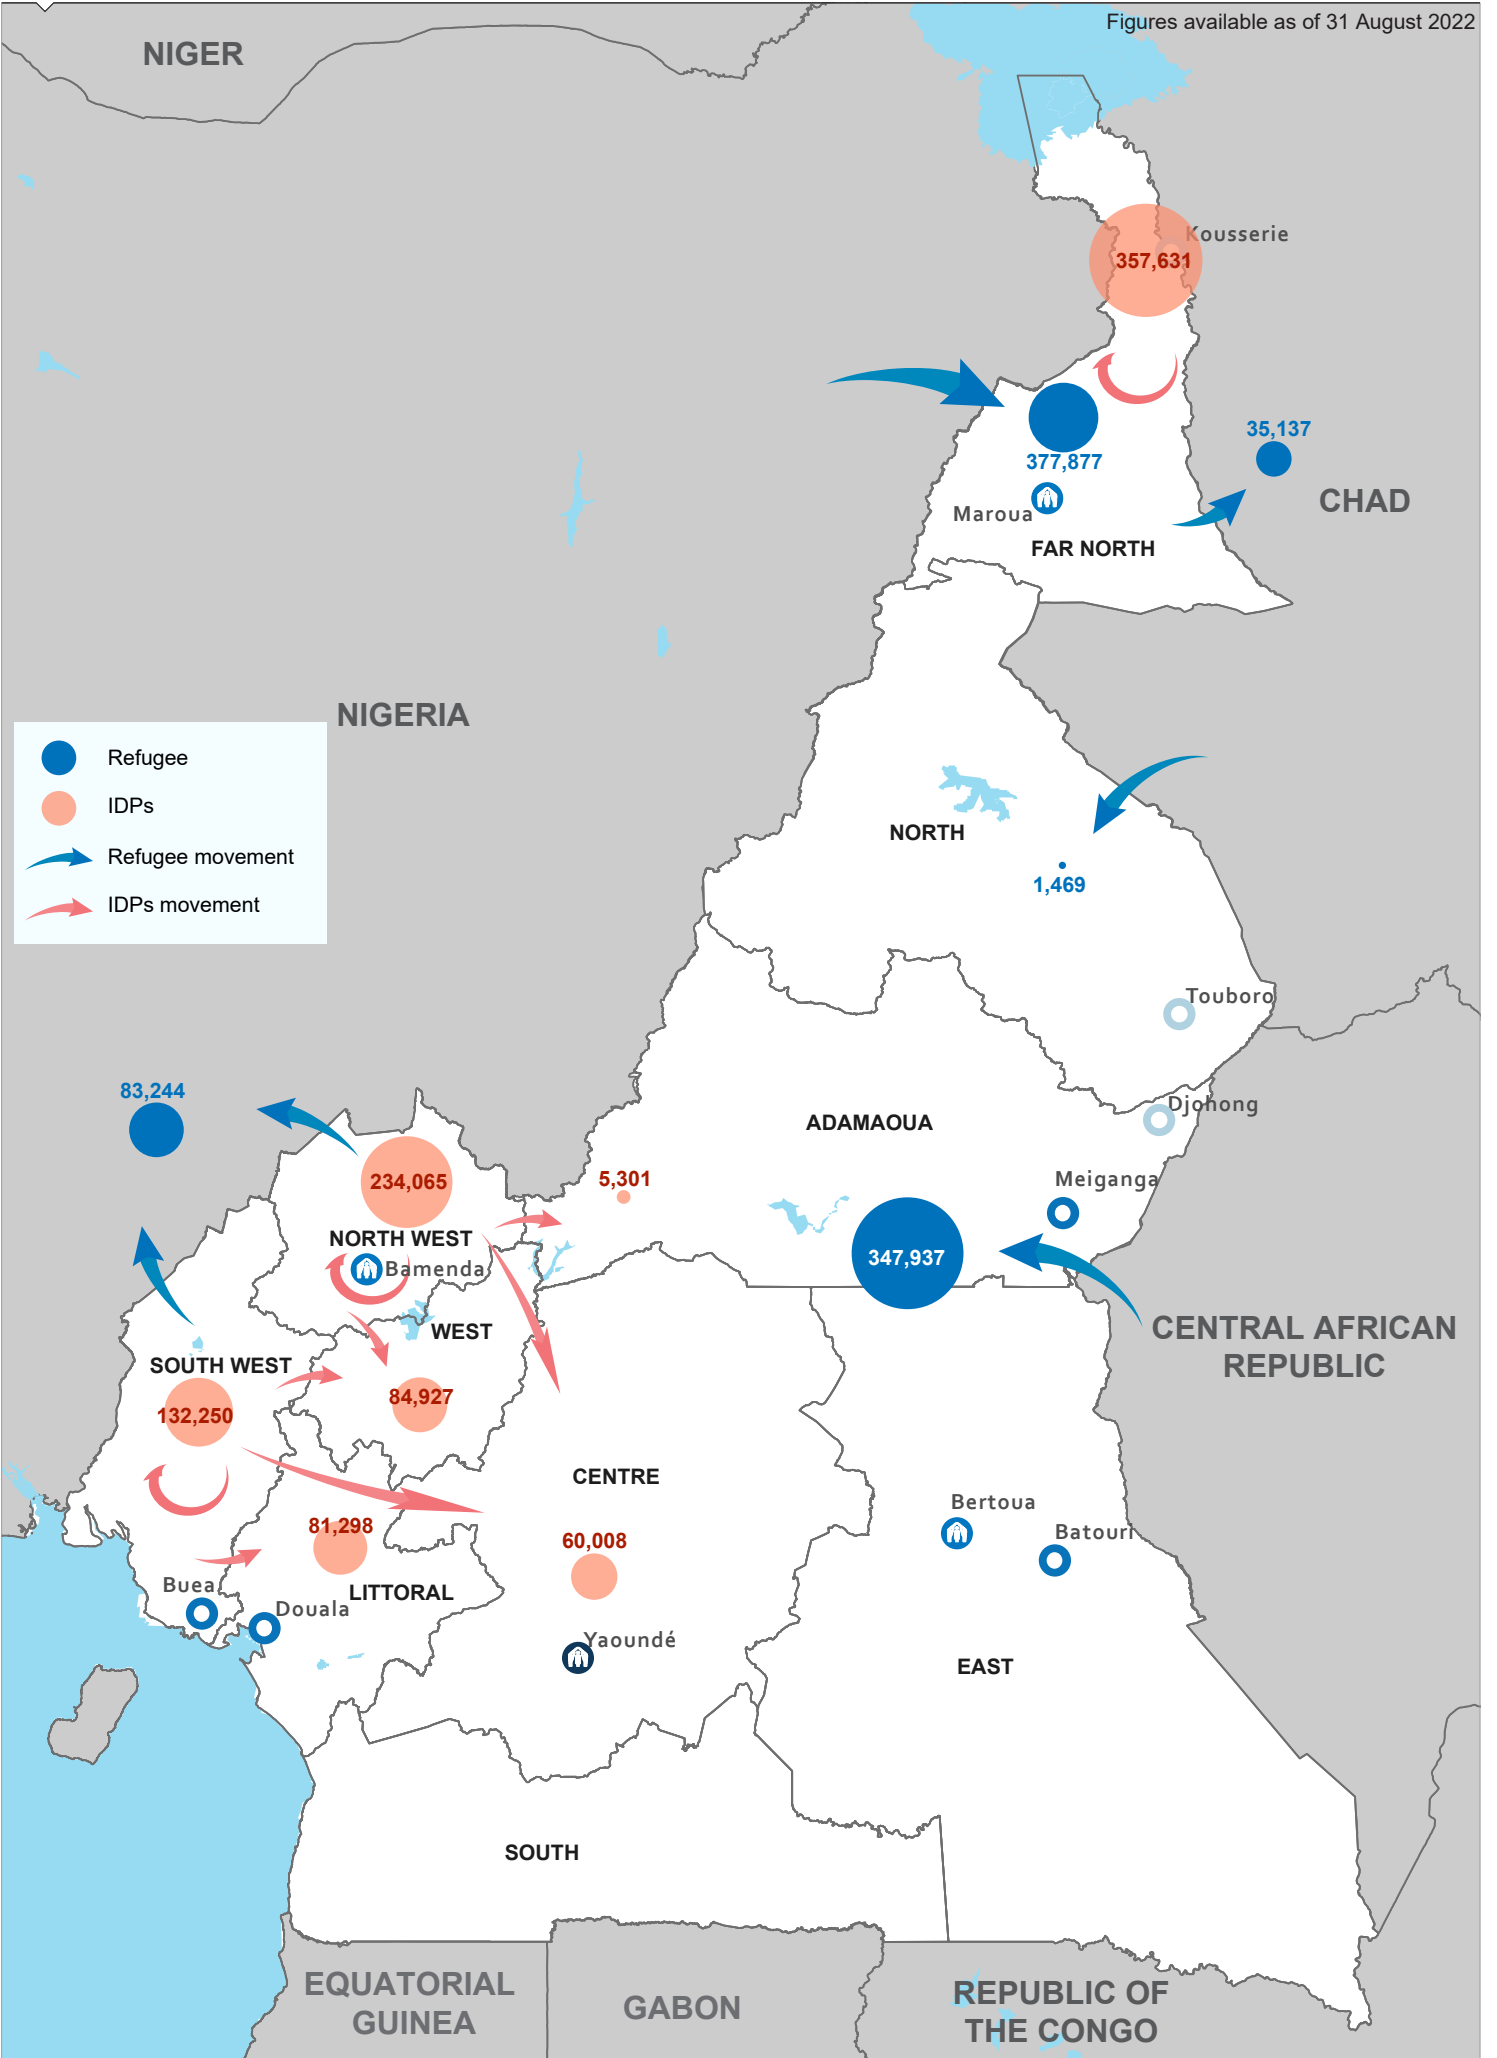 Figures available as of 31 August 2022
NIGER
Kousserie
357,631
35,137
377,877
CHAD
Maroua
FAR NORTH
NIGERIA
Refugee
IDPs
Refugee movement
IDPs movement
NORTH
1,469
Touboro
83,244
Djohong
ADAMAOUA
5,301
Meiganga
234,065
NORTH WEST
Bamenda
347,937
CENTRAL AFRICAN
REPUBLIC
WEST
SOUTH WEST
84,927
132,250
CENTRE
Bertoua
81,298
Batouri
60,008
Buea
LITTORAL
Douala
Yaoundé
EAST
SOUTH
EQUATORIAL
GUINEA
GABON
REPUBLIC OF
THE CONGO